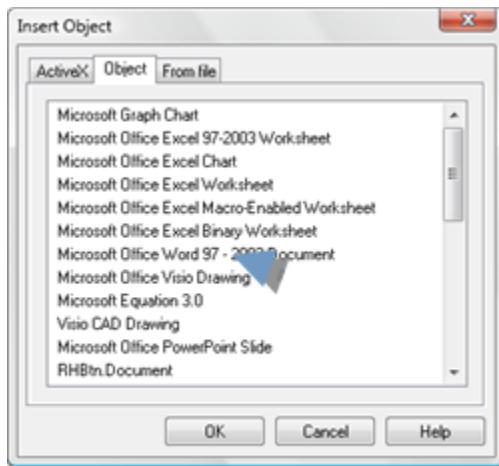 Insert Object
ActiveX Object From file
Microsoft Graph Chart
Microsoft Office Excel 97-2003 Worksheet
Microsoft Office Excel Chart
Microsoft Office Excel Worksheet
Microsoft Office Excel Macro-Enabled Worksheet
Microsoft Office Excel Binary Worksheet
Microsoft Office Word 97 - 2003 Document
Microsoft Office Visio Drawing
Microsoft Equation 3.0
Visio CAD Drawing
Microsoft Office PowerPoint Slide
RHBtn.Document
OK Cancel Help